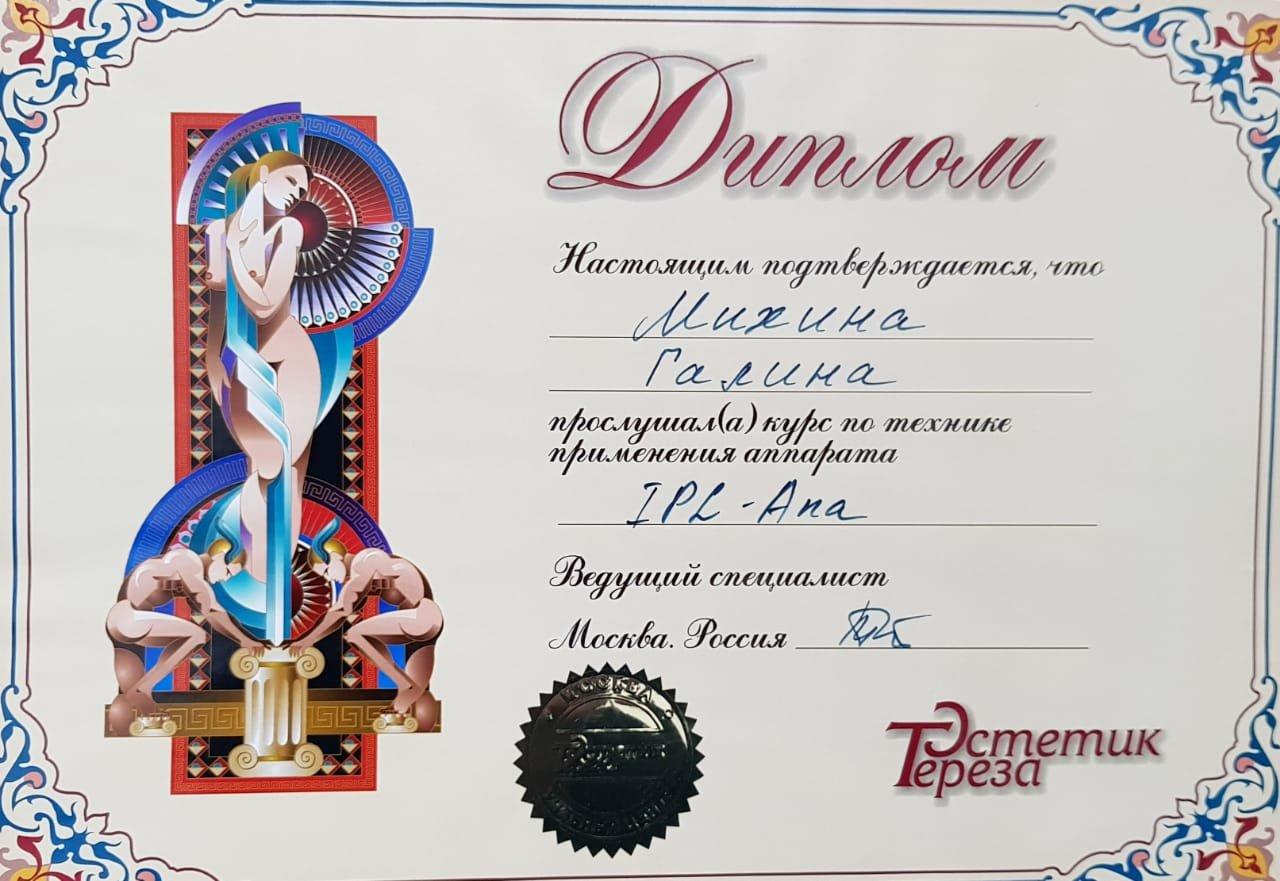 Диплом
Настоящим подтверждается, что
Михина
Галина
прослушал(а) курс по технике
применения аппарата
IPL - Ana
Ведущий специалист
Москва. Россия
МОСКВА
Эстетик
Тереза